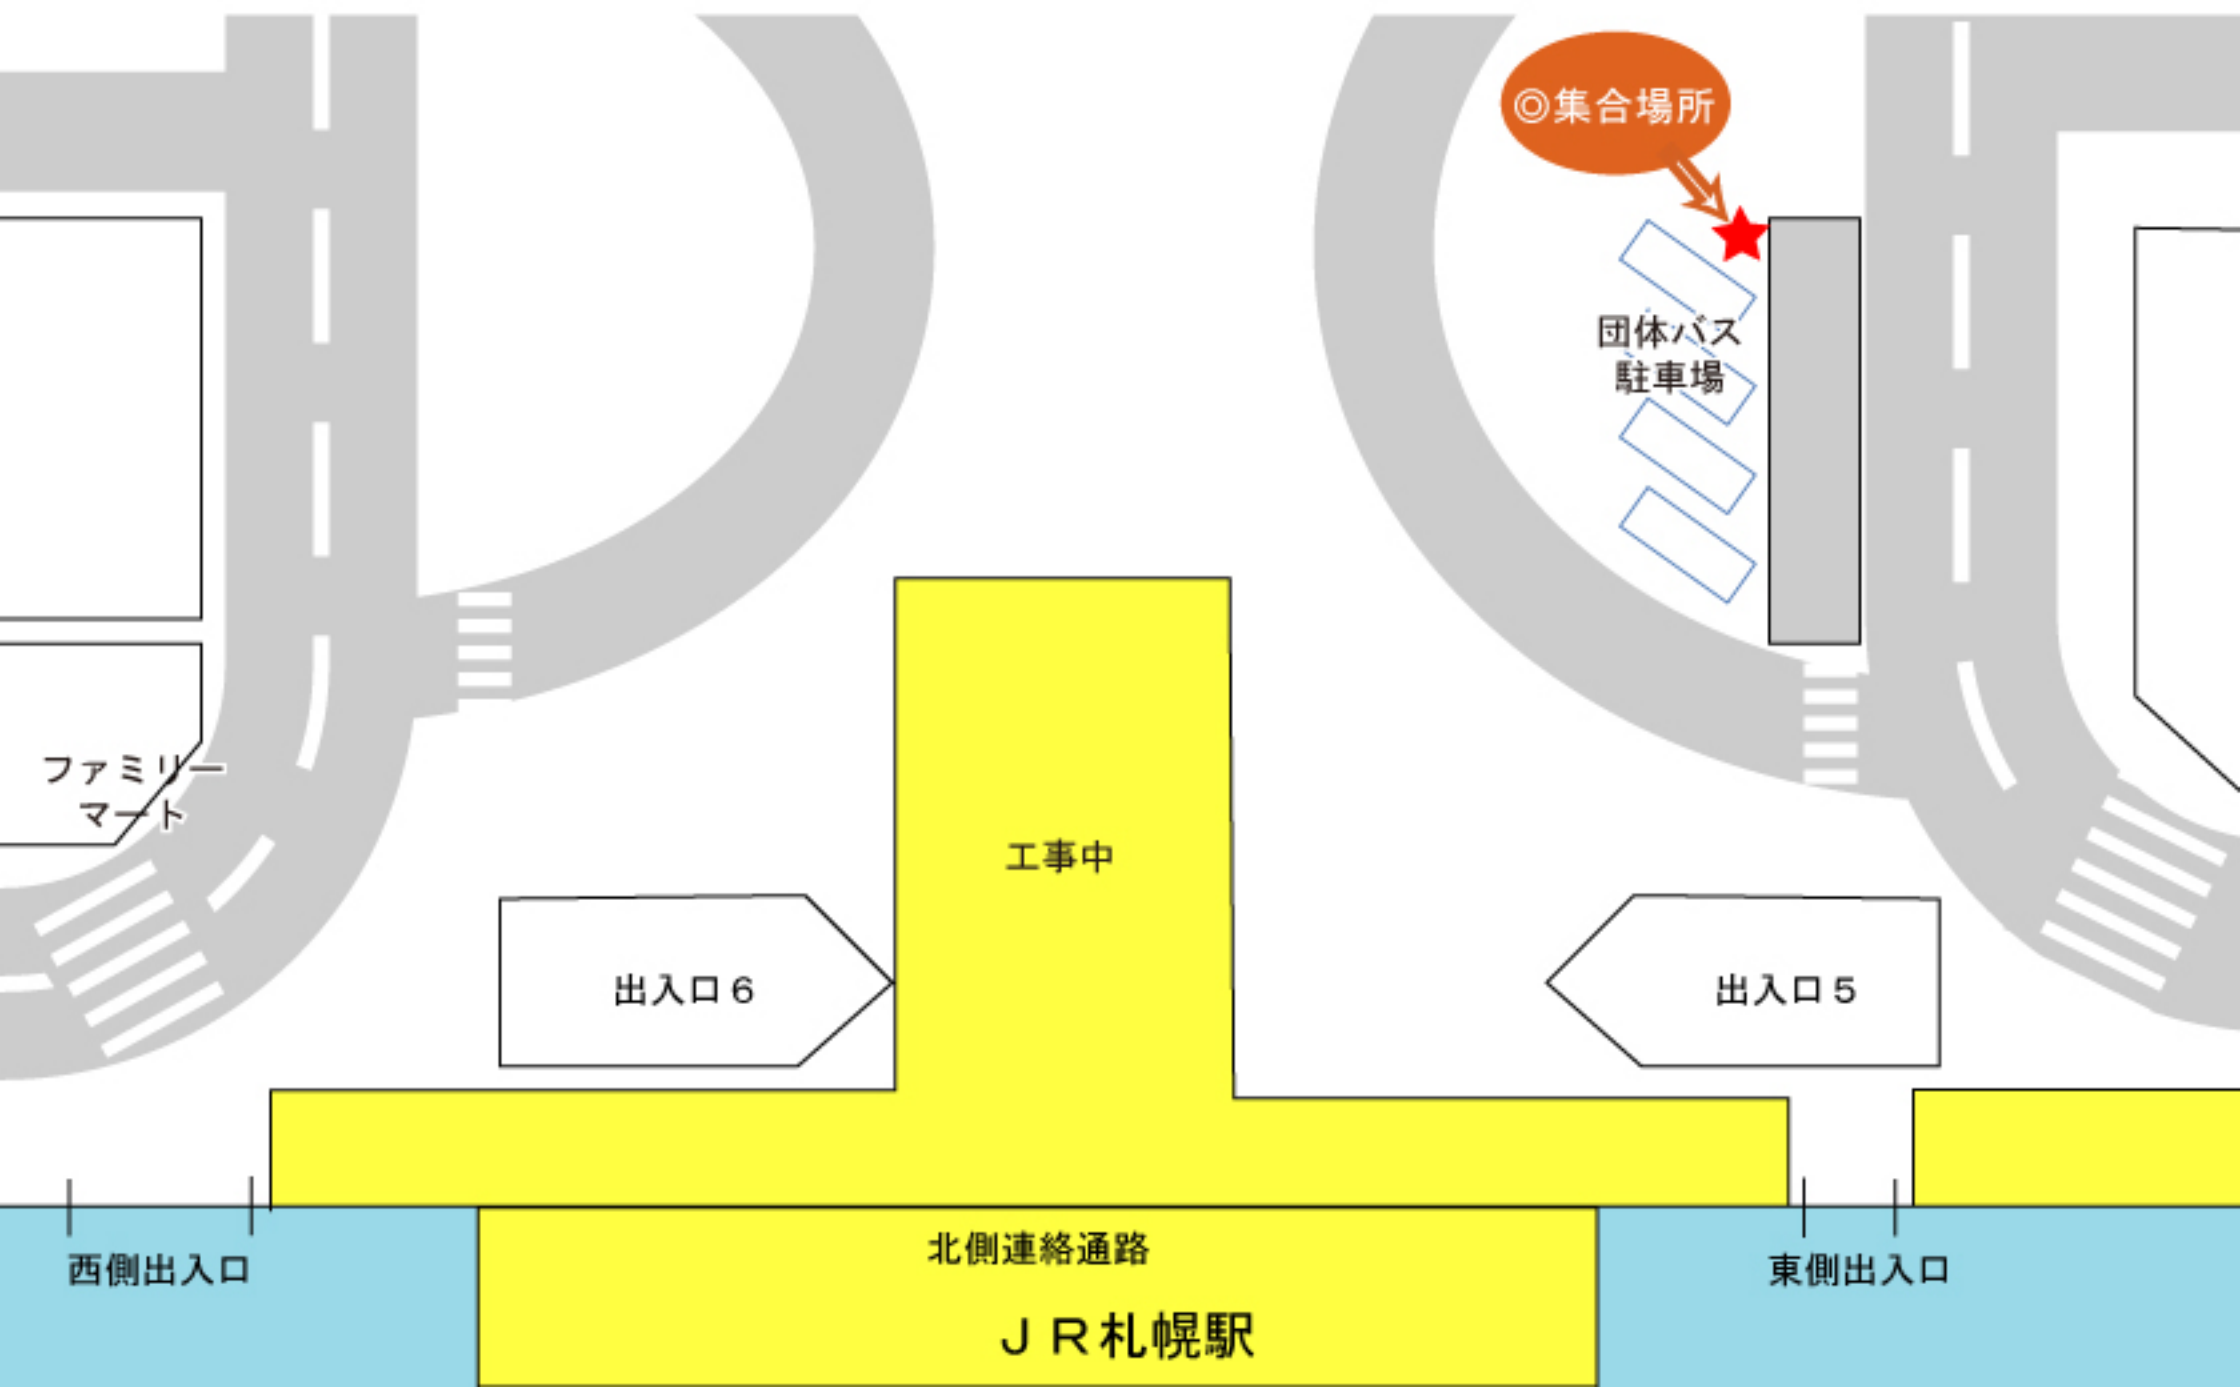 ◎集合場所
団体バス
駐車場
ファミリー
マート
工事中
出入口6
出入口5
北側連絡通路
西側出入口
東側出入口
JR札幌駅